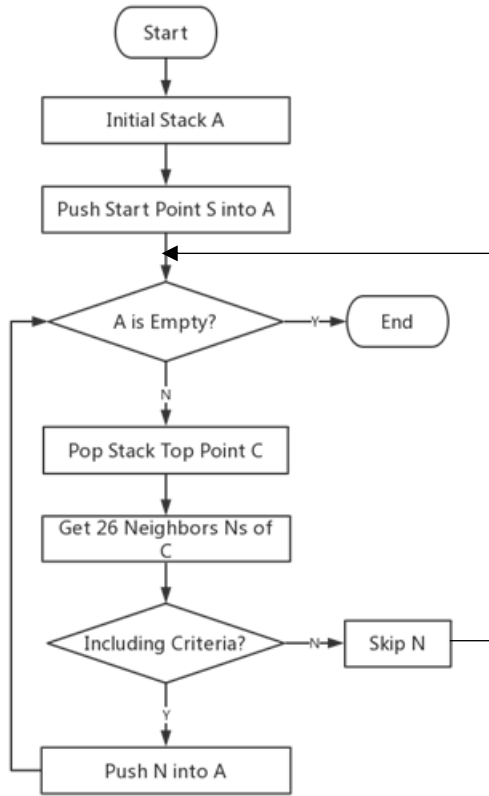 Start
Initial Stack A
Push Start Point S into A
A is Empty?
Y
End
N
Pop Stack Top Point C
Get 26 Neighbors Ns of
C
Including Criteria?
N
Skip N
Y
Push N into A